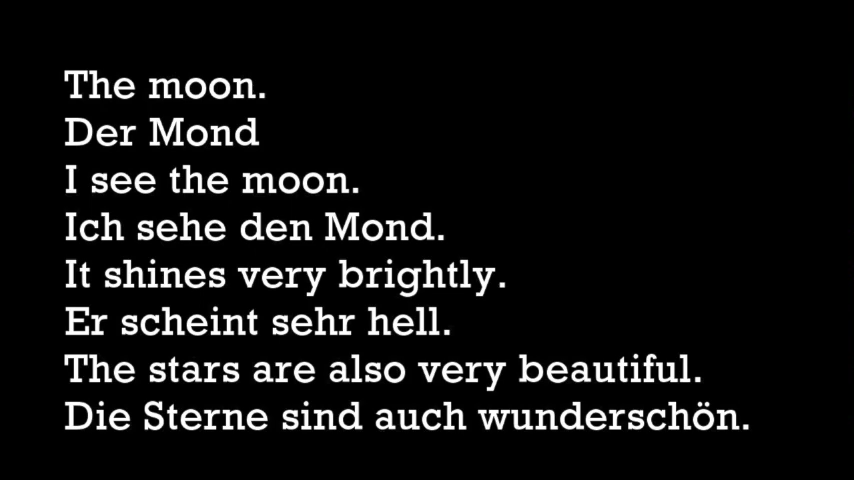 The moon.
Der Mond
I see the moon.
Ich sehe den Mond.
It shines very brightly.
Er scheint sehr hell.
The stars are also very beautiful.
Die Sterne sind auch wunderschön.